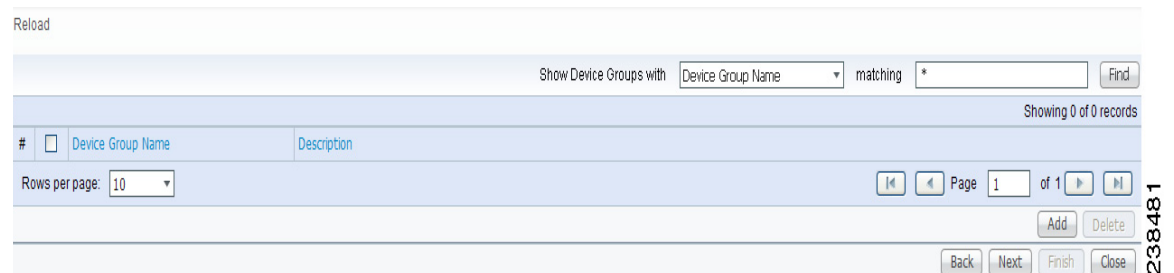 Reload
Show Device Groups with Device Group Name matching * Find
Showing 0 of 0 records
# Device Group Name Description
Rows per page: 10 Page 1 of 1
Add Delete
Back Next Finish Close
238481